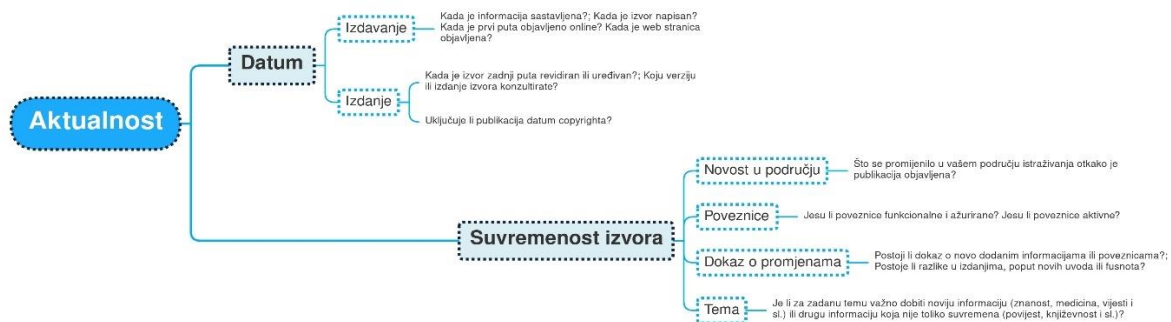 Aktualnost
Datum
Izdavanje
Kada je informacija sastavljena?; Kada je izvor napisan?
Kada je prvi puta objavljeno online? Kada je web stranica
objavljena?
Izdanje
Kada je izvor zadnji puta revidiran ili uređivan?; Koju verziju
ili izdanje izvora konzultirate?
Uključuje li publikacija datum copyrighta?
Suvremenost izvora
Novost u području
Što se promijenilo u vašem području istraživanja otkako je
publikacija objavljena?
Poveznice
Jesu li poveznice funkcionalne i ažurirane? Jesu li poveznice aktivne?
Dokaz o promjenama
Postoji li dokaz o novo dodanim informacijama ili poveznicama?;
Postoje li razlike u izdanjima, poput novih uvoda ili fusnota?
Tema
Je li za zadanu temu važno dobiti noviju informaciju (znanost, medicina, vijesti i
sl.) ili drugu informaciju koja nije toliko suvremena (povijest, književnost i sl.)?